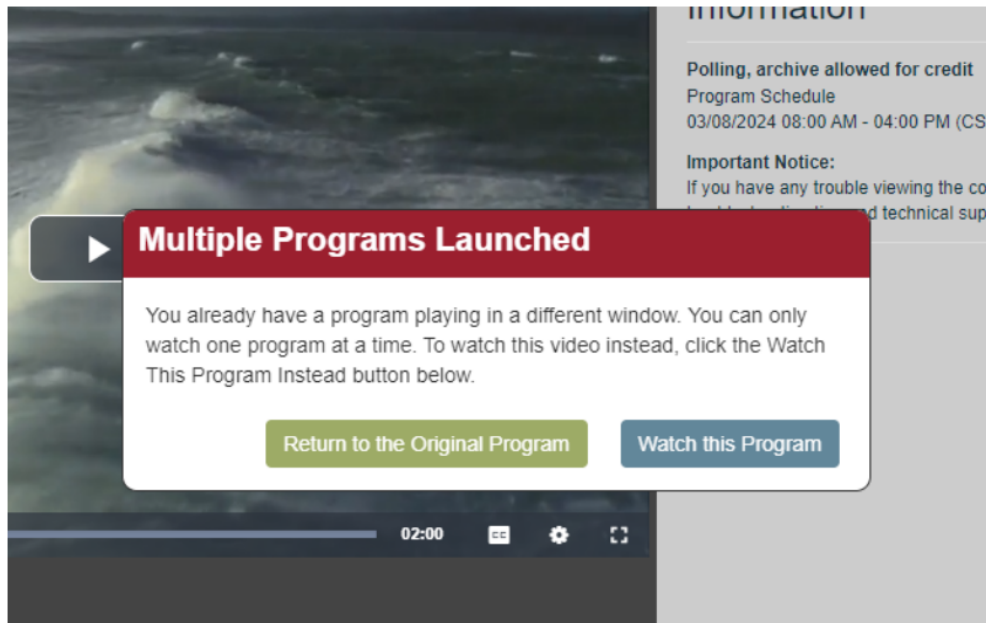 Information
Polling, archive allowed for credit
Program Schedule
03/08/2024 08:00 AM - 04:00 PM (CS
Important Notice:
If you have any trouble viewing the co
d technical sup
Multiple Programs Launched
You already have a program playing in a different window. You can only
watch one program at a time. To watch this video instead, click the Watch
This Program Instead button below.
Return to the Original Program
Watch this Program
02:00
CC